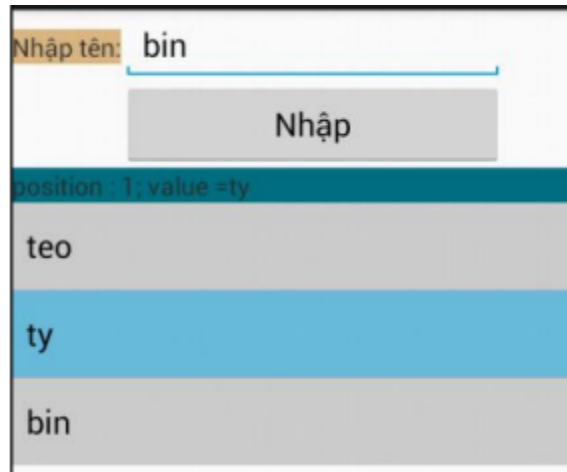 Nhập tên: bin
Nhập
position : 1; value =ty
teo
ty
bin